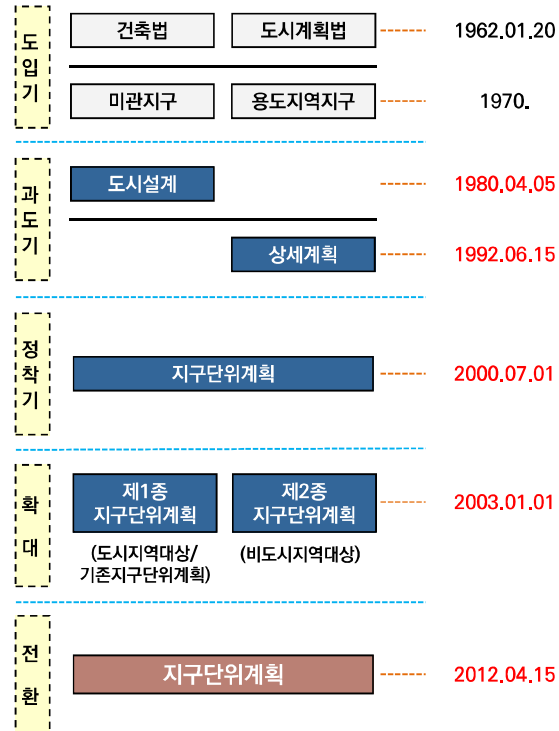 도입기
건축법 도시계획법 1962.01.20
미관지구 용도지역지구 1970.
과도기
도시설계 1980.04.05
상세계획 1992.06.15
정착기
지구단위계획 2000.07.01
확대
제1종
지구단위계획
제2종
지구단위계획
2003.01.01
(도시지역대상/
기존지구단위계획)
(비도시지역대상)
전환
지구단위계획 2012.04.15